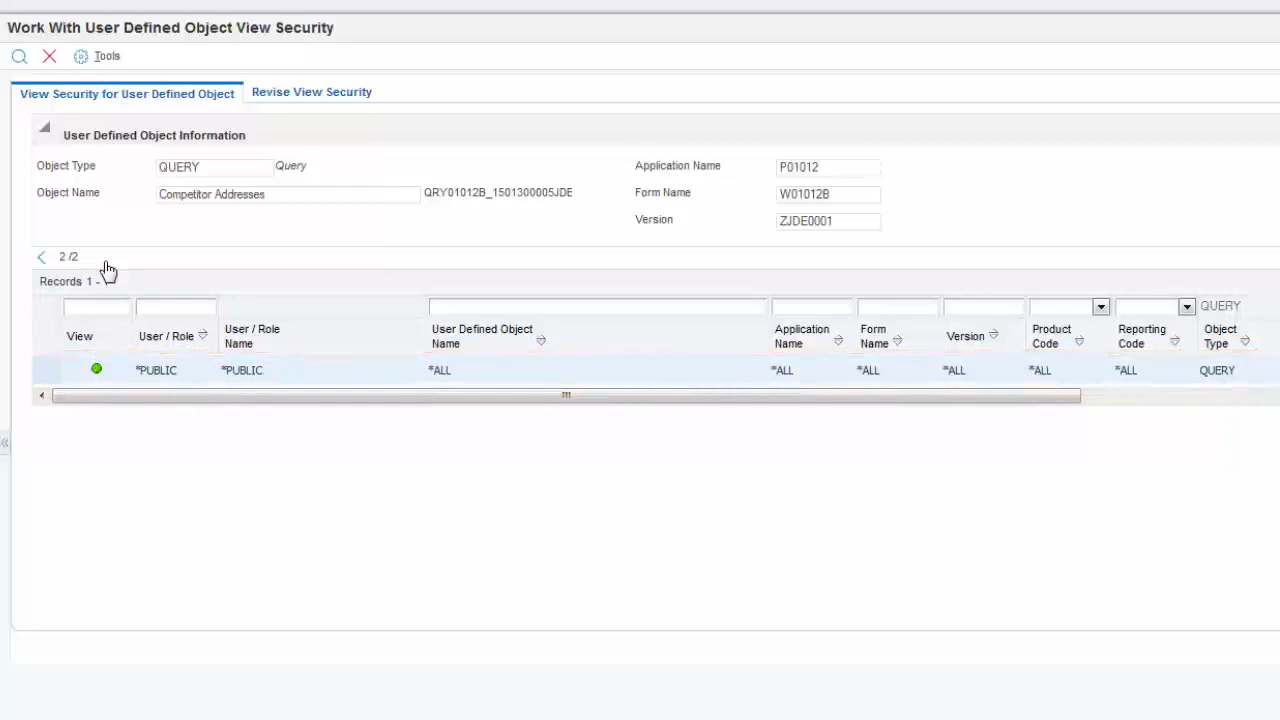 Work With User Defined Object View Security
Tools
View Security for User Defined Object
Revise View Security
User Defined Object Information
Object Type QUERY Query Application Name P01012
Object Name Competitor Addresses QRY01012B_1501300005JDE Form Name W01012B
Version ZJDE0001
2 /2
Records 1 -
QUERY
View User / Role User / Role Name User Defined Object Name Application Name Form Name Version Product Code Reporting Code Object Type
*PUBLIC *PUBLIC *ALL *ALL *ALL *ALL *ALL *ALL QUERY